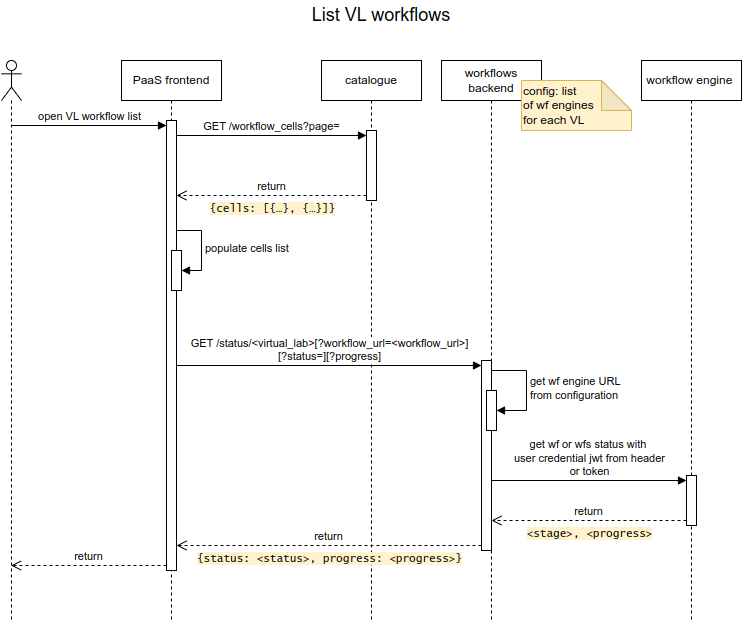 List VL workflows
PaaS frontend
catalogue
workflows
backend
config: list
of wf engines
for each VL
workflow engine
open VL workflow list
GET /workflow_cells?page=
return
{cells: [{…}, {…}]}
populate cells list
GET /status/<virtual_lab>[?workflow_url=<workflow_url>]
[?status=][?progress]
get wf engine URL
from configuration
get wf or wfs status with
user credential jwt from header
or token
return
<stage>, <progress>
return
{status: <status>, progress: <progress>}
return